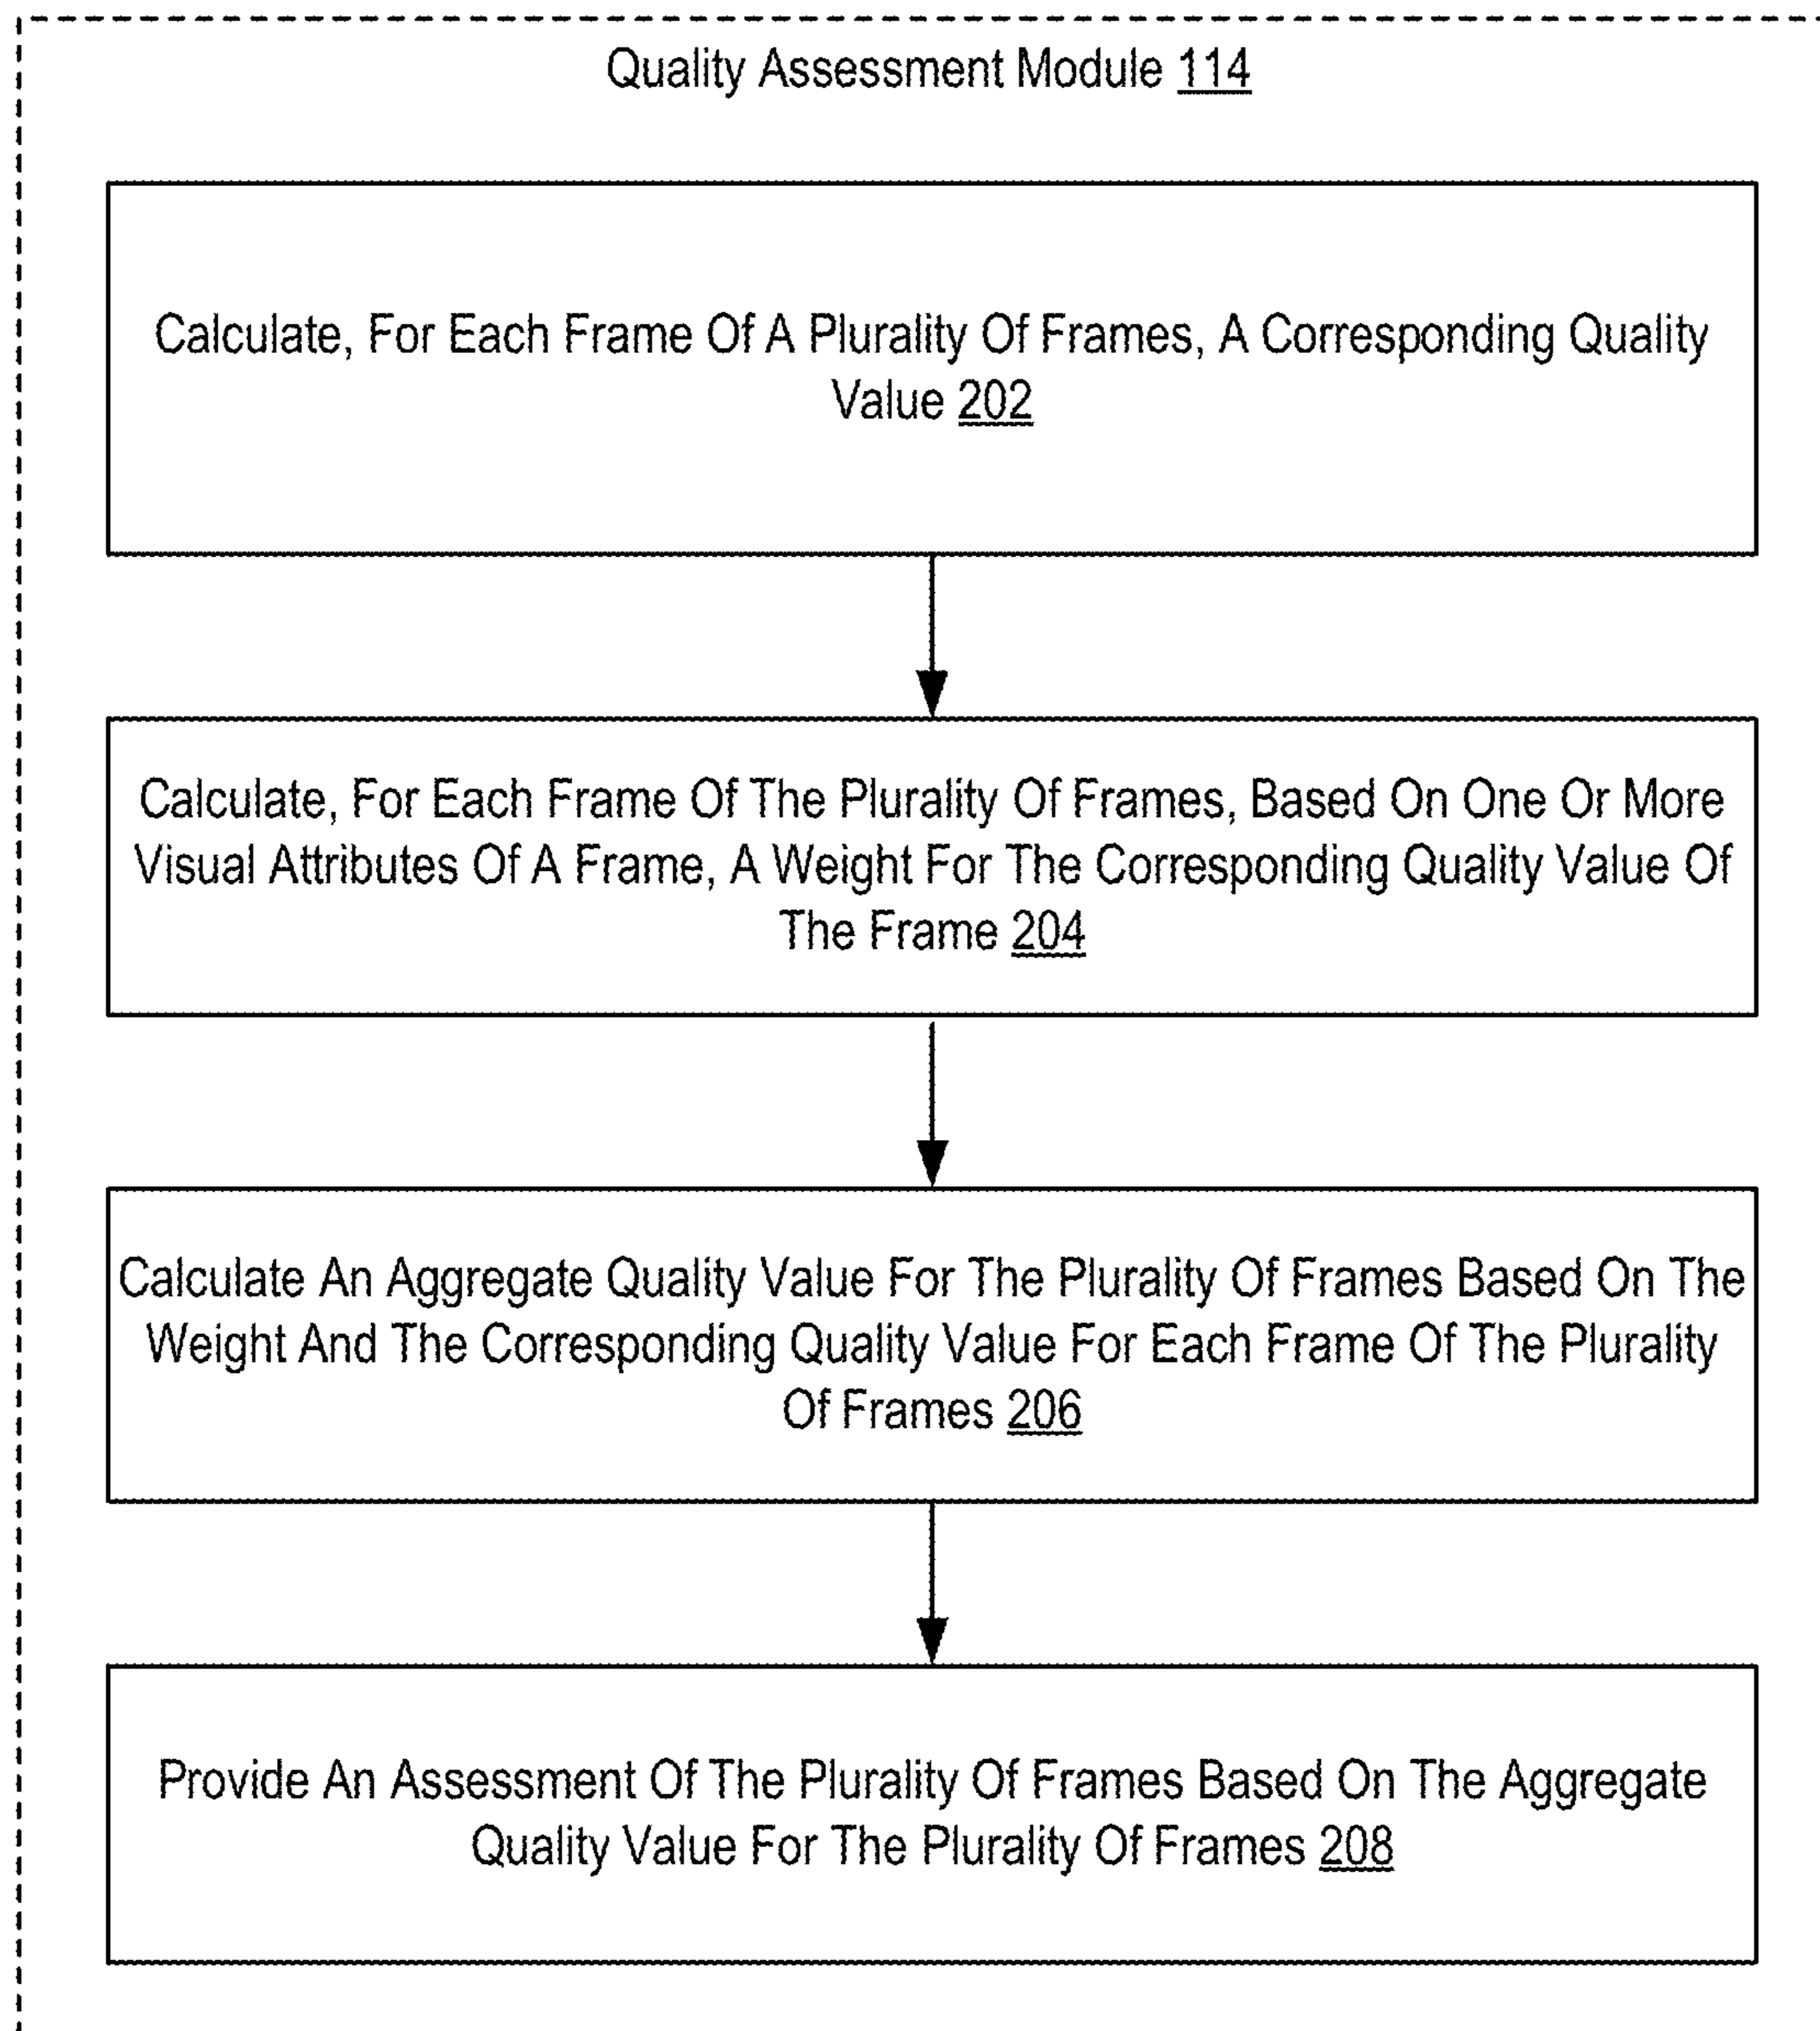 Quality Assessment Module 114
Calculate, For Each Frame Of A Plurality Of Frames, A Corresponding Quality
Value 202
Calculate, For Each Frame Of The Plurality Of Frames, Based On One Or More
Visual Attributes Of A Frame, A Weight For The Corresponding Quality Value Of
The Frame 204
Calculate An Aggregate Quality Value For The Plurality Of Frames Based On The
Weight And The Corresponding Quality Value For Each Frame Of The Plurality
Of Frames 206
Provide An Assessment Of The Plurality Of Frames Based On The Aggregate
Quality Value For The Plurality Of Frames 208